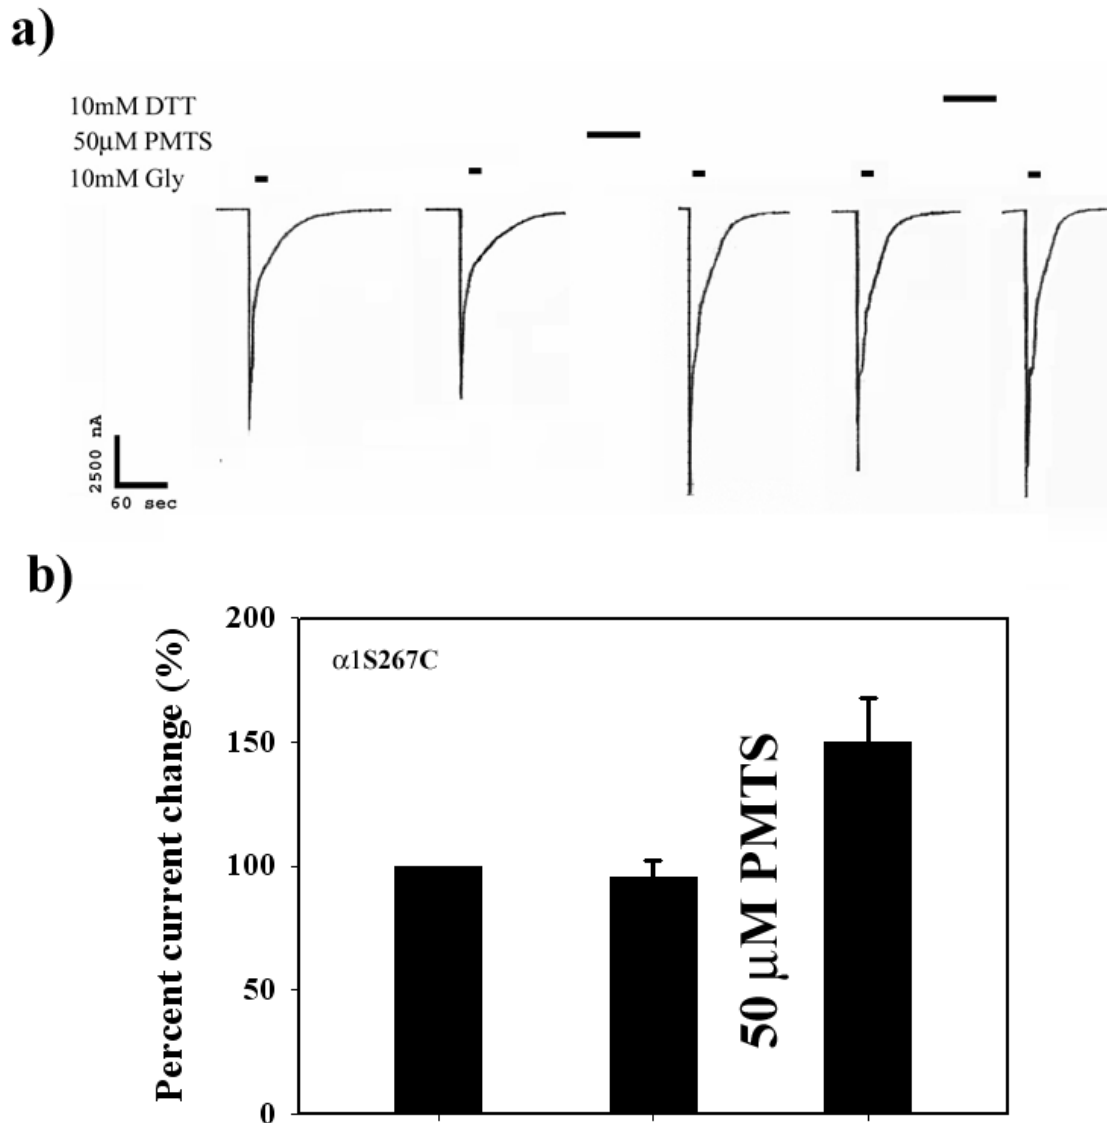 a)
10mM DTT
50μM PMTS
10mM Gly
2500 nA
60 sec
b)
Percent current change (%)
200
150
100
50
0
α1S267C
50 μM PMTS